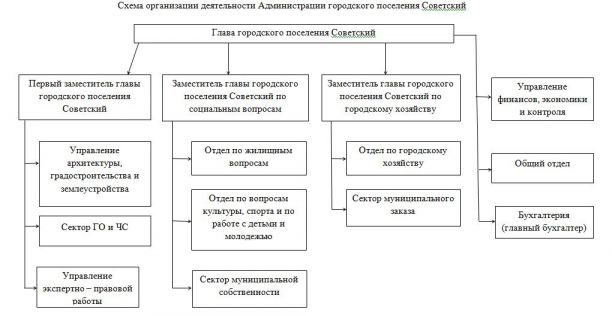 Схема организации деятельности Администрации городского поселения Советский
Глава городского поселения Советский
Первый заместитель главы
городского поселения
Советский
Управление
архитектуры,
градостроительства и
землеустройства
Сектор ГО и ЧС
Управление
экспертно – правовой
работы
Заместитель главы городского
поселения Советский по
социальным вопросам
Отдел по жилищным
вопросам
Отдел по вопросам
культуры, спорта и по
работе с детьми и
молодежью
Сектор муниципальной
собственности
Заместитель главы городского
поселения Советский по
городскому хозяйству
Отдел по городскому
хозяйству
Сектор муниципального
заказа
Управление
финансов, экономики
и контроля
Общий отдел
Бухгалтерия
(главный бухгалтер)